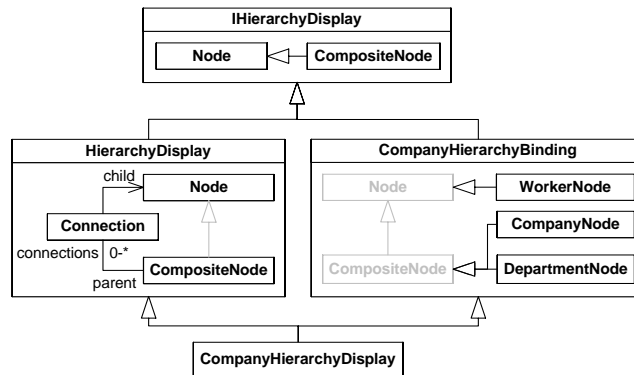 IHierarchyDisplay
Node
CompositeNode
HierarchyDisplay
child
Node
Connection
connections
0-*
CompositeNode
parent
CompanyHierarchyBinding
Node
WorkerNode
CompanyNode
CompositeNode
DepartmentNode
CompanyHierarchyDisplay